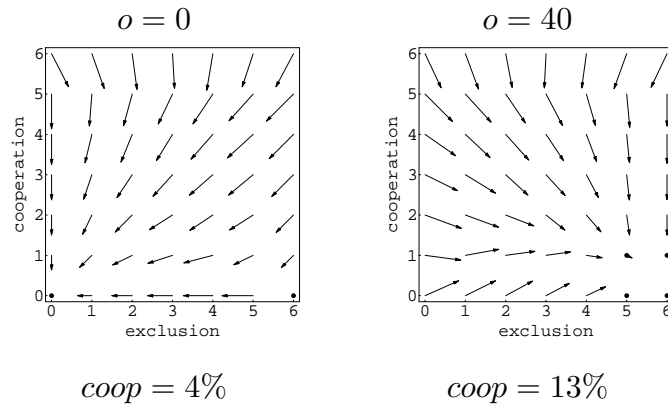 o = 0
o = 40
6
5
4
3
2
1
0
cooperation
0 1 2 3 4 5 6
exclusion
6
5
4
3
2
1
0
cooperation
0 1 2 3 4 5 6
exclusion
coop = 4%
coop = 13%